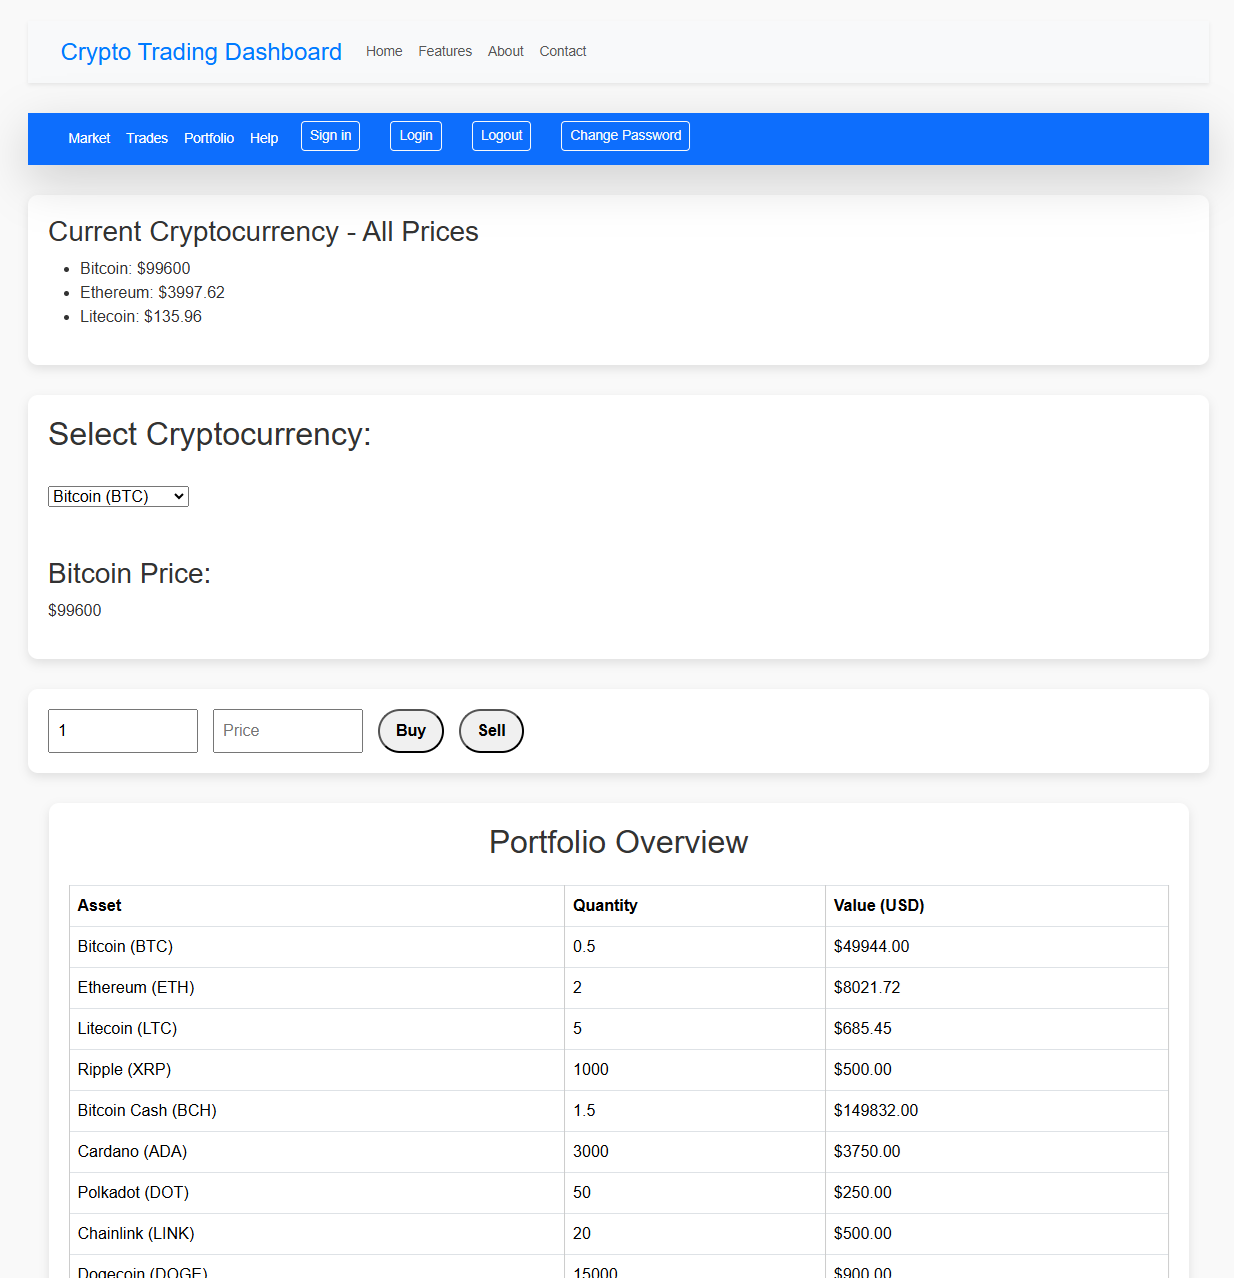 Crypto Trading Dashboard Home Features About Contact
Market Trades Portfolio Help Sign in Login Logout Change Password
Current Cryptocurrency - All Prices
Bitcoin: $99600
Ethereum: $3997.62
Litecoin: $135.96
Select Cryptocurrency:
Bitcoin (BTC)
Bitcoin Price:
$99600
1 Price Buy Sell
Portfolio Overview
Asset Quantity Value (USD)
Bitcoin (BTC) 0.5 $49944.00
Ethereum (ETH) 2 $8021.72
Litecoin (LTC) 5 $685.45
Ripple (XRP) 1000 $500.00
Bitcoin Cash (BCH) 1.5 $149832.00
Cardano (ADA) 3000 $3750.00
Polkadot (DOT) 50 $250.00
Chainlink (LINK) 20 $500.00
Dogecoin (DOGE) 15000 $900.00